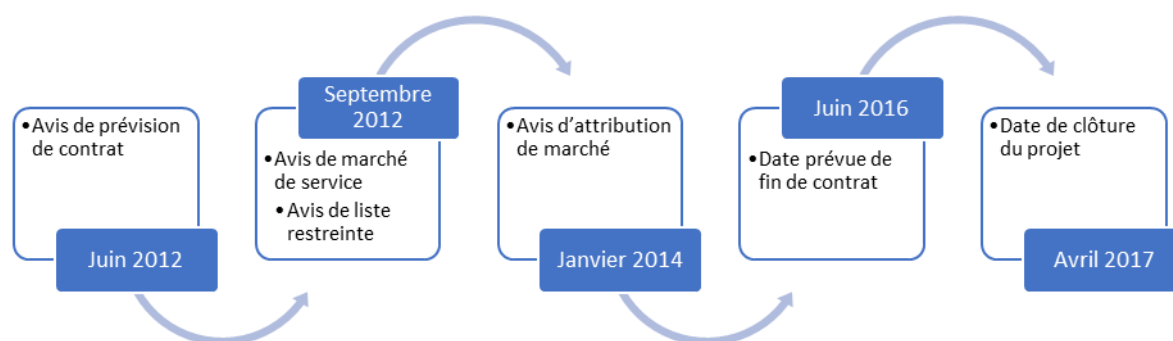 •Avis de prévision
de contrat
Juin 2012
Septembre
2012
•Avis de marché
de service
•Avis de liste
restreinte
•Avis d’attribution
de marché
Janvier 2014
Juin 2016
•Date prévue de
fin de contrat
•Date de clôture
du projet
Avril 2017